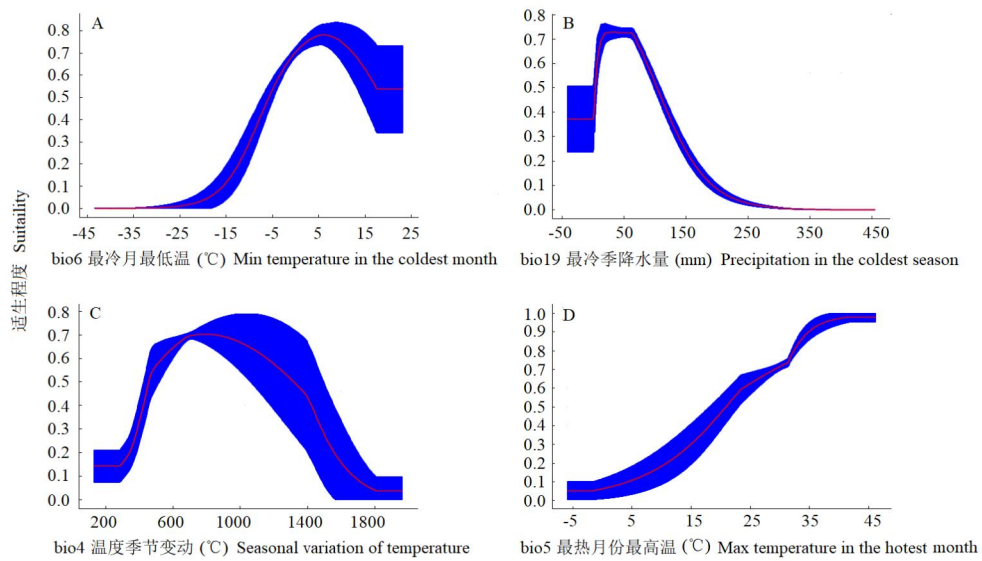 适生程度 Suitaility
A
0.8
0.7
0.6
0.5
0.4
0.3
0.2
0.1
0.0
-45 -35 -25 -15 -5 5 15 25
bio6 最冷月最低温 (℃) Min temperature in the coldest month
B
0.8
0.7
0.6
0.5
0.4
0.3
0.2
0.1
0.0
-50 50 150 250 350 450
bio19 最冷季降水量 (mm) Precipitation in the coldest season
C
0.8
0.7
0.6
0.5
0.4
0.3
0.2
0.1
0.0
200 600 1000 1400 1800
bio4 温度季节变动 (℃) Seasonal variation of temperature
D
1.0
0.9
0.8
0.7
0.6
0.5
0.4
0.3
0.2
0.1
0.0
-5 5 15 25 35 45
bio5 最热月份最高温 (℃) Max temperature in the hotest month